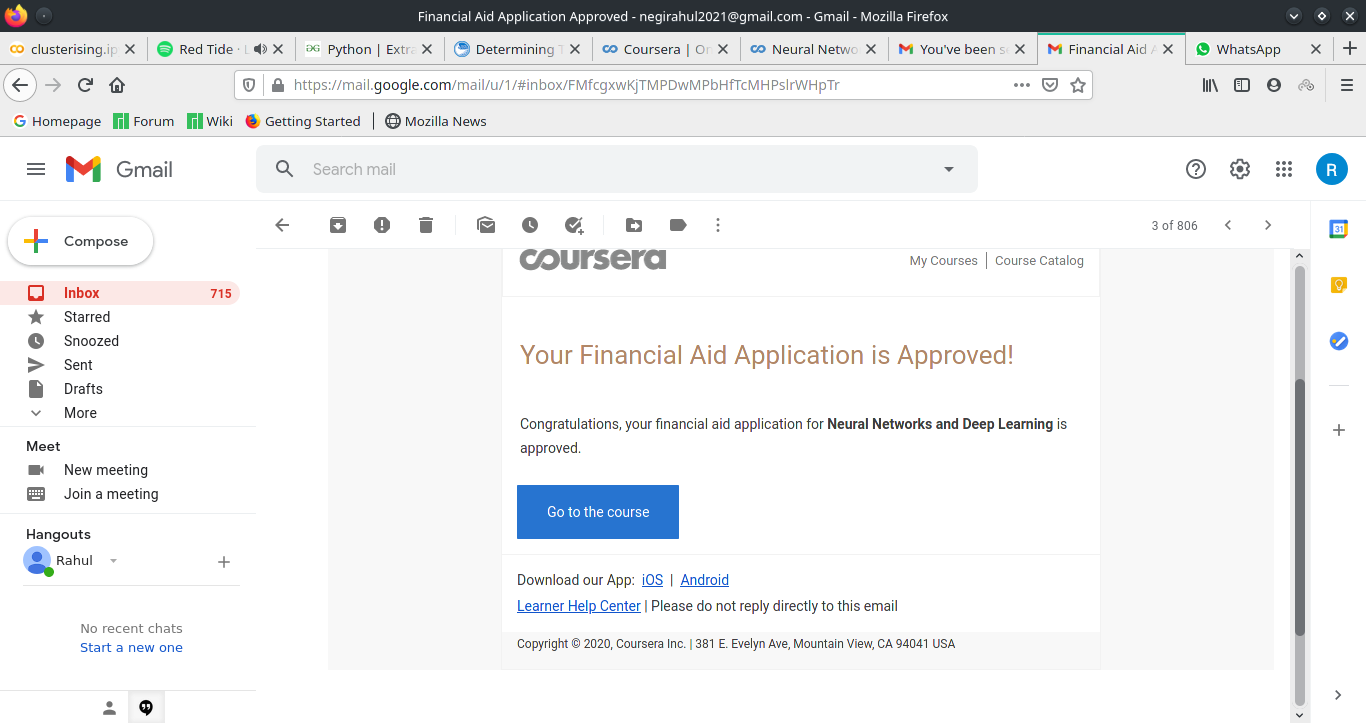 Financial Aid Application Approved - negirahul2021@gmail.com - Gmail - Mozilla Firefox
clusterising.ip
Red Tide · L
Python | Extra
Determining T
Coursera | On
Neural Netwo
You've been s
Financial Aid A
WhatsApp
https://mail.google.com/mail/u/1/#inbox/FMfcgxwKjTMPDwMPbHfTcMHPslrWHpTr
Homepage
Forum
Wiki
Getting Started
Mozilla News
Gmail
Search mail
R
Compose
3 of 806
31
Inbox 715
Starred
Snoozed
Sent
Drafts
More
Meet
New meeting
Join a meeting
Hangouts
Rahul
No recent chats
Start a new one
coursera
My Courses | Course Catalog
Your Financial Aid Application is Approved!
Congratulations, your financial aid application for Neural Networks and Deep Learning is
approved.
Go to the course
Download our App: iOS | Android
Learner Help Center | Please do not reply directly to this email
Copyright © 2020, Coursera Inc. | 381 E. Evelyn Ave, Mountain View, CA 94041 USA